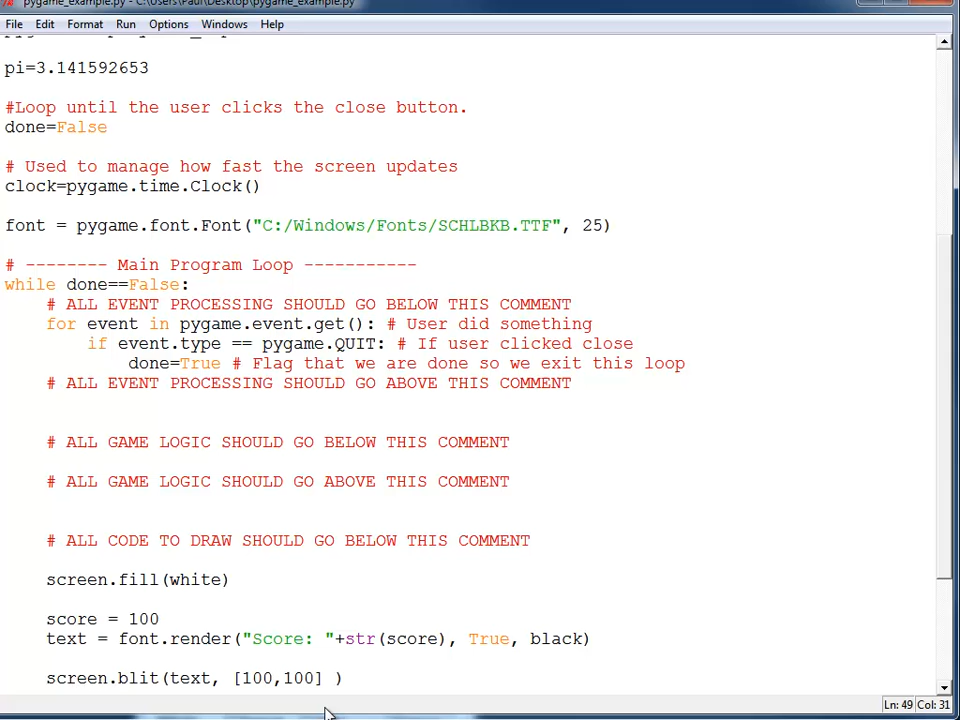 pygame_example.py - C:\Users\Paul\Desktop\pygame_example.py
File Edit Format Run Options Windows Help
pi=3.141592653
#Loop until the user clicks the close button.
done=False
# Used to manage how fast the screen updates
clock=pygame.time.Clock()
font = pygame.font.Font("C:/Windows/Fonts/SCHLBKB.TTF", 25)
# -------- Main Program Loop -----------
while done==False:
    # ALL EVENT PROCESSING SHOULD GO BELOW THIS COMMENT
    for event in pygame.event.get(): # User did something
        if event.type == pygame.QUIT: # If user clicked close
            done=True # Flag that we are done so we exit this loop
    # ALL EVENT PROCESSING SHOULD GO ABOVE THIS COMMENT
    # ALL GAME LOGIC SHOULD GO BELOW THIS COMMENT
    # ALL GAME LOGIC SHOULD GO ABOVE THIS COMMENT
    # ALL CODE TO DRAW SHOULD GO BELOW THIS COMMENT
    screen.fill(white)
    score = 100
    text = font.render("Score: "+str(score), True, black)
    screen.blit(text, [100,100] )
Ln: 49 Col: 31